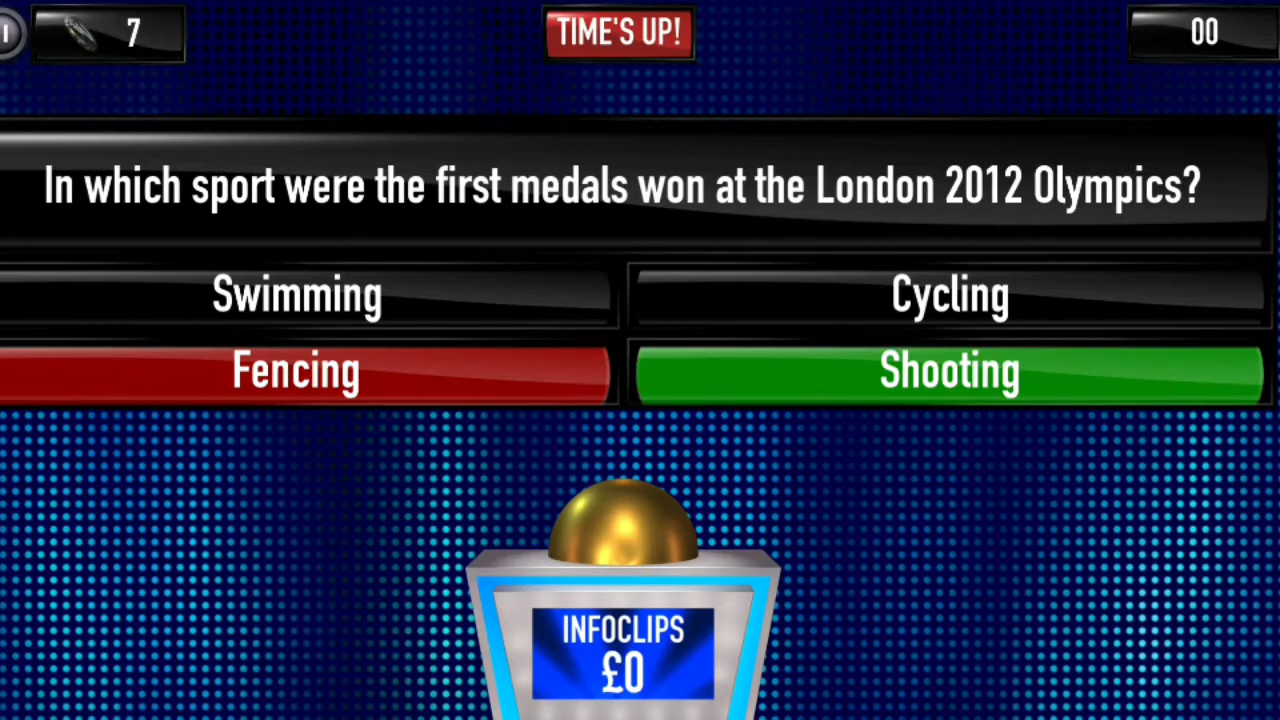 7
TIME'S UP!
00
In which sport were the first medals won at the London 2012 Olympics?
Swimming
Cycling
Fencing
Shooting
INFOCLIPS
£0